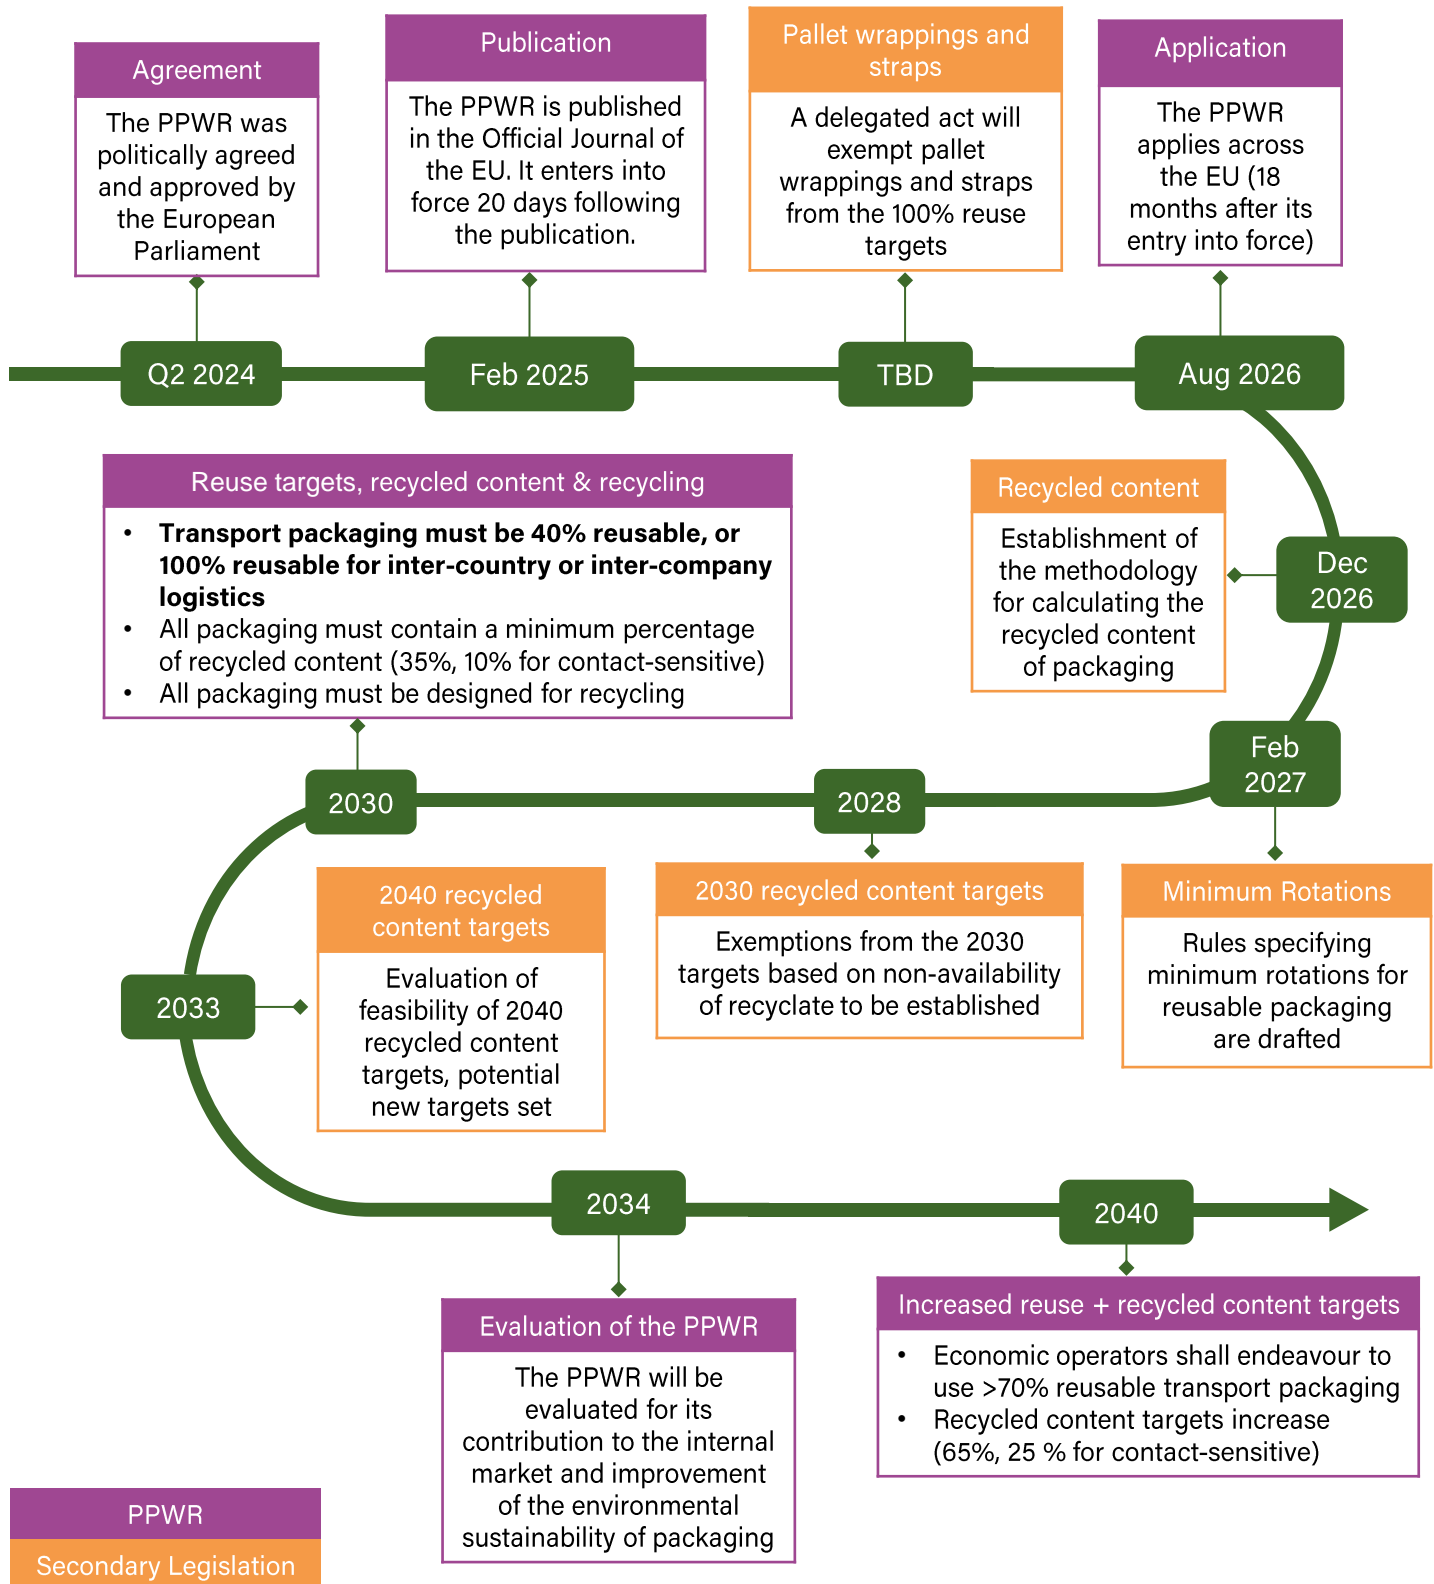 Agreement
The PPWR was
politically agreed
and approved by
the European
Parliament
Publication
The PPWR is published
in the Official Journal of
the EU. It enters into
force 20 days following
the publication.
Pallet wrappings and
straps
A delegated act will
exempt pallet
wrappings and straps
from the 100% reuse
targets
Application
The PPWR
applies across
the EU (18
months after its
entry into force)
Q2 2024
Feb 2025
TBD
Aug 2026
Reuse targets, recycled content & recycling
• Transport packaging must be 40% reusable, or
100% reusable for inter-country or inter-company
logistics
• All packaging must contain a minimum percentage
of recycled content (35%, 10% for contact-sensitive)
• All packaging must be designed for recycling
Recycled content
Establishment of
the methodology
for calculating the
recycled content
of packaging
Dec
2026
Feb
2027
2028
2030
2040 recycled
content targets
Evaluation of
feasibility of 2040
recycled content
targets, potential
new targets set
2030 recycled content targets
Exemptions from the 2030
targets based on non-availability
of recyclate to be established
Minimum Rotations
Rules specifying
minimum rotations for
reusable packaging
are drafted
2033
2034
2040
Evaluation of the PPWR
The PPWR will be
evaluated for its
contribution to the internal
market and improvement
of the environmental
sustainability of packaging
Increased reuse + recycled content targets
• Economic operators shall endeavour to
use >70% reusable transport packaging
• Recycled content targets increase
(65%, 25 % for contact-sensitive)
PPWR
Secondary Legislation